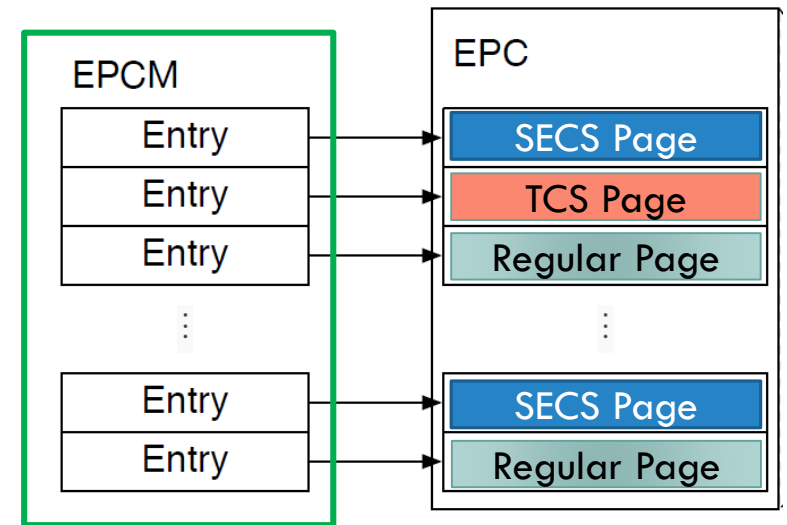 EPCM
Entry
Entry
Entry
⋮
Entry
Entry
EPC
SECS Page
TCS Page
Regular Page
⋮
SECS Page
Regular Page